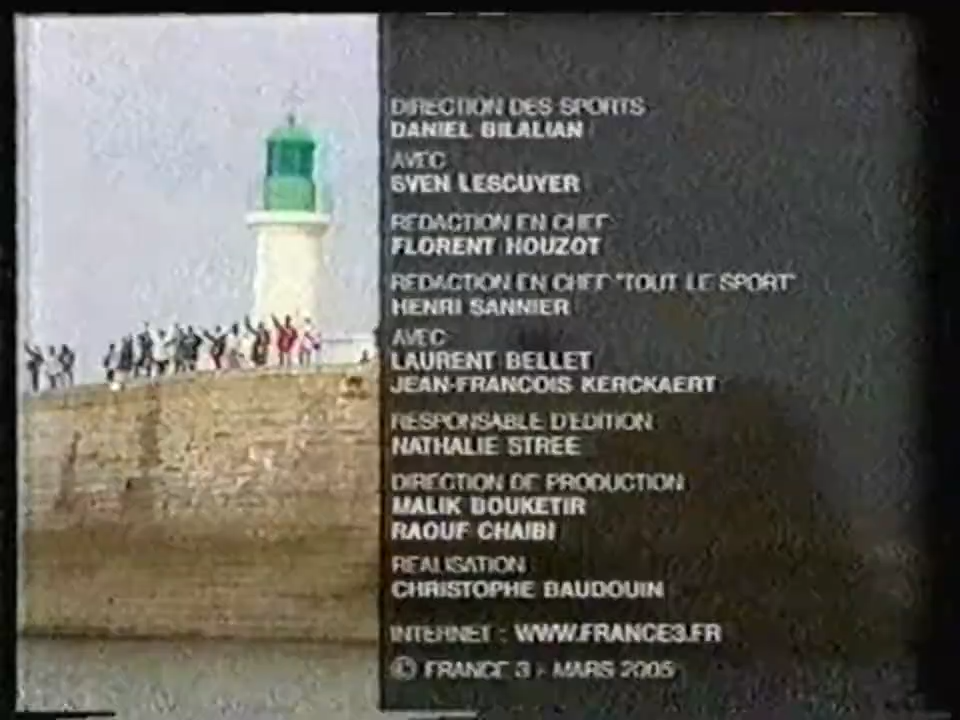 DIRECTION DES SPORTS
DANIEL BILALIAN
AVEC
SVEN LESCUYER
REDACTION EN CHEF
FLORENT HOUZOT
REDACTION EN CHEF "TOUT LE SPORT"
HENRI SANNIER
AVEC
LAURENT BELLET
JEAN-FRANCOIS KERCKAERT
RESPONSABLE D'EDITION
NATHALIE STREE
DIRECTION DE PRODUCTION
MALIK BOUKETIR
RAOUF CHAIBI
REALISATION
CHRISTOPHE BAUDOUIN
INTERNET : WWW.FRANCE3.FR
© FRANCE 3 - MARS 2005